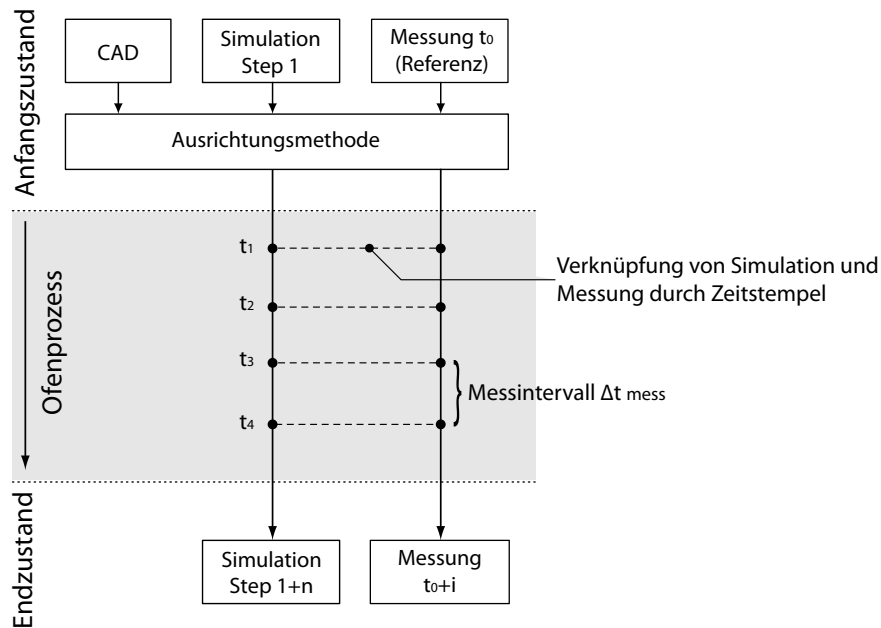 Anfangszustand
CAD
Simulation
Step 1
Messung t0
(Referenz)
Ausrichtungsmethode
Ofenprozess
t1
t2
t3
t4
Verknüpfung von Simulation und
Messung durch Zeitstempel
Messintervall Δt mess
Endzustand
Simulation
Step 1+n
Messung
t0+i